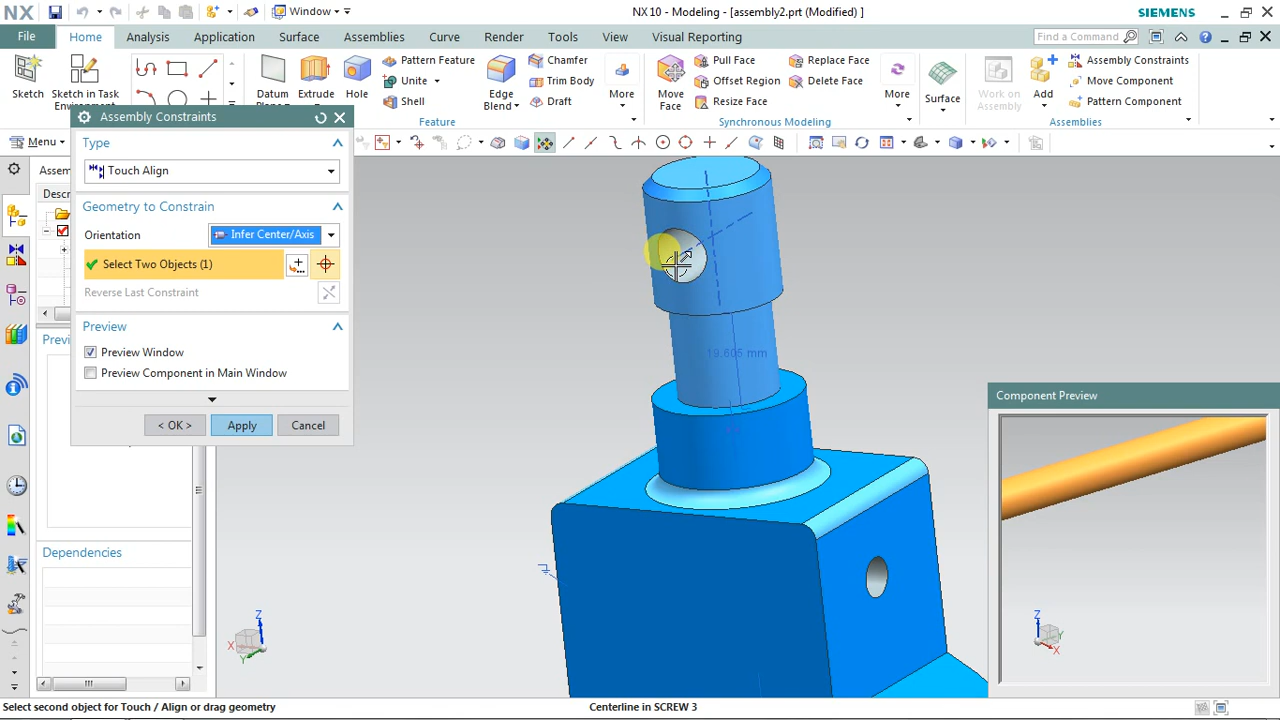 NX Window NX 10 - Modeling - [assembly2.prt (Modified) ] SIEMENS
File Home Analysis Application Surface Assemblies Curve Render Tools View Visual Reporting Find a Command
Sketch Sketch in Task Environment Datum Plane Extrude Hole
Pattern Feature
Unite
Shell
Edge Blend
Chamfer
Trim Body
Draft
More
Feature
Move Face
Pull Face
Offset Region
Resize Face
Replace Face
Delete Face
More
Synchronous Modeling
Surface
Work on Assembly
Add
Assembly Constraints
Move Component
Pattern Component
Assemblies
Menu
Assembly Constraints
Type
Touch Align
Geometry to Constrain
Orientation Infer Center/Axis
Select Two Objects (1)
Reverse Last Constraint
Preview
Preview Window
Preview Component in Main Window
< OK > Apply Cancel
Assem
Descr
Previ
Dependencies
19.605 mm
Component Preview
Z
X
Y
Z
Y
X
Select second object for Touch / Align or drag geometry Centerline in SCREW 3